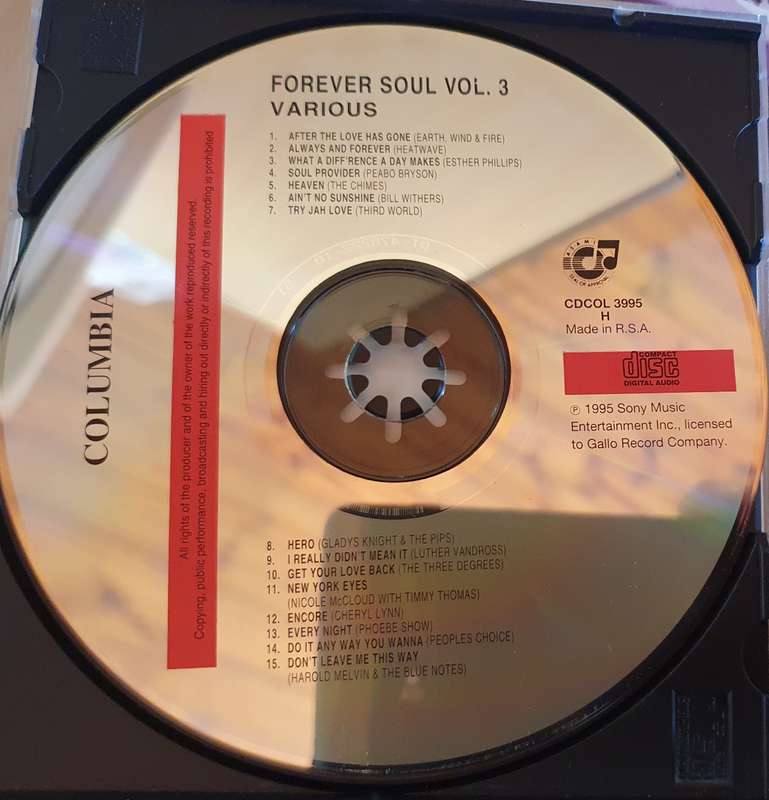 FOREVER SOUL VOL. 3
VARIOUS
1. AFTER THE LOVE HAS GONE (EARTH, WIND & FIRE)
2. ALWAYS AND FOREVER (HEATWAVE)
3. WHAT A DIFF'RENCE A DAY MAKES (ESTHER PHILLIPS)
4. SOUL PROVIDER (PEABO BRYSON)
5. HEAVEN (THE CHIMES)
6. AIN'T NO SUNSHINE (BILL WITHERS)
7. TRY JAH LOVE (THIRD WORLD)
COLUMBIA
All rights of the producer and of the owner of the work reproduced reserved.
Copying, public performance, broadcasting and hiring out directly or indirectly of this recording is prohibited
A.S.A.M.I.
SEAL OF APPROVAL
CDCOL 3995
H
Made in R.S.A.
COMPACT
disc
DIGITAL AUDIO
℗ 1995 Sony Music
Entertainment Inc., licensed
to Gallo Record Company.
8. HERO (GLADYS KNIGHT & THE PIPS)
9. I REALLY DIDN'T MEAN IT (LUTHER VANDROSS)
10. GET YOUR LOVE BACK (THE THREE DEGREES)
11. NEW YORK EYES
(NICOLE McCLOUD WITH TIMMY THOMAS)
12. ENCORE (CHERYL LYNN)
13. EVERY NIGHT (PHOEBE SHOW)
14. DO IT ANY WAY YOU WANNA (PEOPLES CHOICE)
15. DON'T LEAVE ME THIS WAY
(HAROLD MELVIN & THE BLUE NOTES)